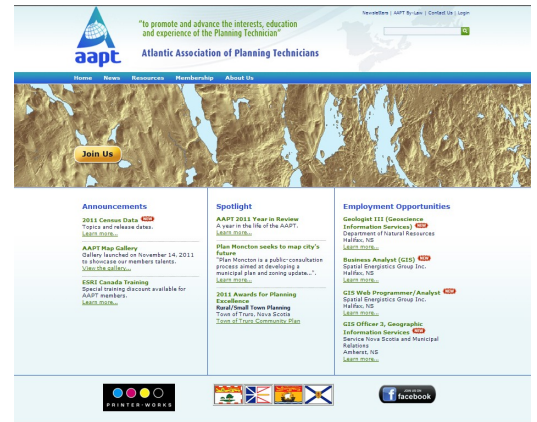 Newsletters | AAPT By-Law | Contact Us | Login
"to promote and advance the interests, education
and experience of the Planning Technician"
Atlantic Association of Planning Technicians
aapt
Home News Resources Membership About Us
Join Us
Announcements
2011 Census Data NEW
Topics and release dates.
Learn more...
AAPT Map Gallery
Gallery launched on November 14, 2011
to showcase our members talents.
View the gallery...
ESRI Canada Training
Special training discount available for
AAPT members.
Learn more...
Spotlight
AAPT 2011 Year in Review
A year in the life of the AAPT.
Learn more...
Plan Moncton seeks to map city's
future
"Plan Moncton is a public-consultation
process aimed at developing a
municipal plan and zoning update...".
Learn more...
2011 Awards for Planning
Excellence
Rural/Small Town Planning
Town of Truro, Nova Scotia
Town of Truro Community Plan
Employment Opportunities
Geologist III (Geoscience
Information Services) NEW
Department of Natural Resources
Halifax, NS
Learn more...
Business Analyst (GIS) NEW
Spatial Energistics Group Inc.
Halifax, NS
Learn more...
GIS Web Programmer/Analyst NEW
Spatial Energistics Group Inc.
Halifax, NS
Learn more...
GIS Officer 3, Geographic
Information Services NEW
Service Nova Scotia and Municipal
Relations
Amherst, NS
Learn more...
PRINTER·WORKS
JOIN US ON
facebook